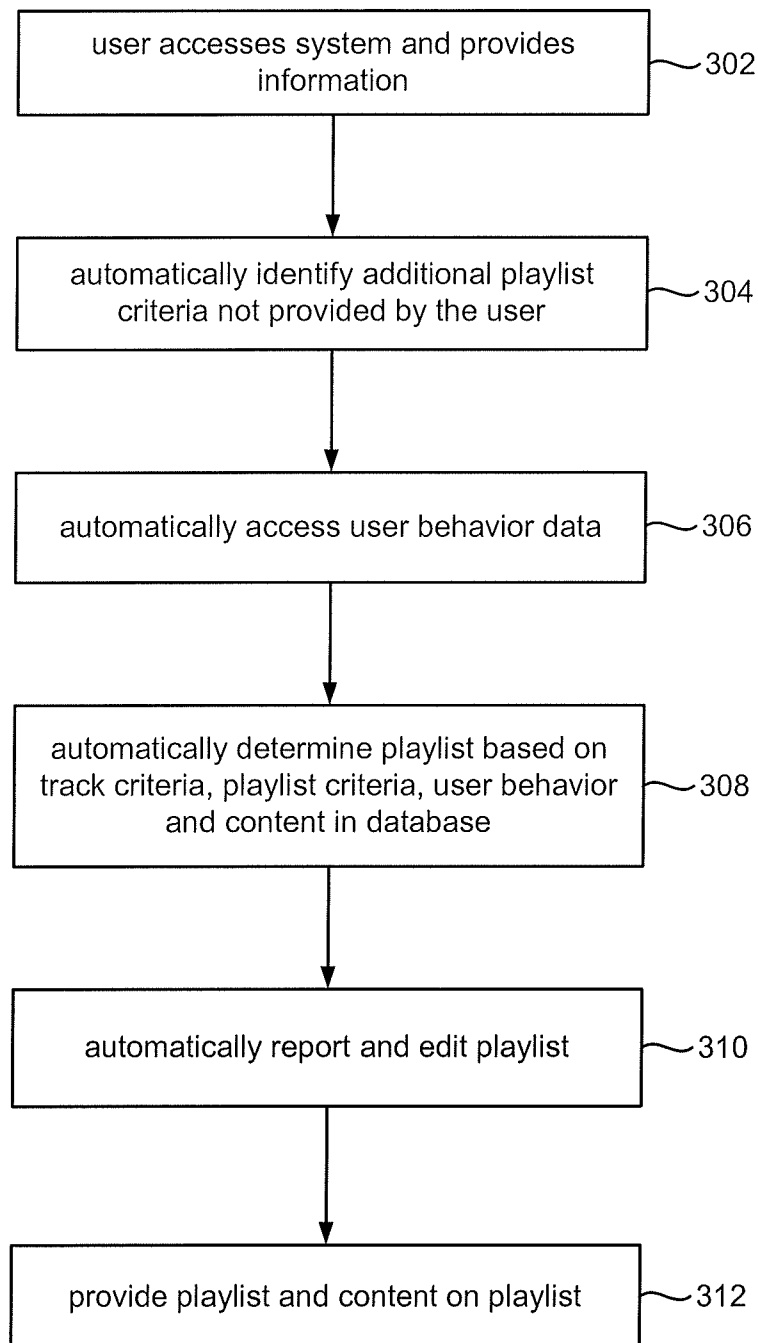 user accesses system and provides
information
302
automatically identify additional playlist
criteria not provided by the user
304
automatically access user behavior data
306
automatically determine playlist based on
track criteria, playlist criteria, user behavior
and content in database
308
automatically report and edit playlist
310
provide playlist and content on playlist
312